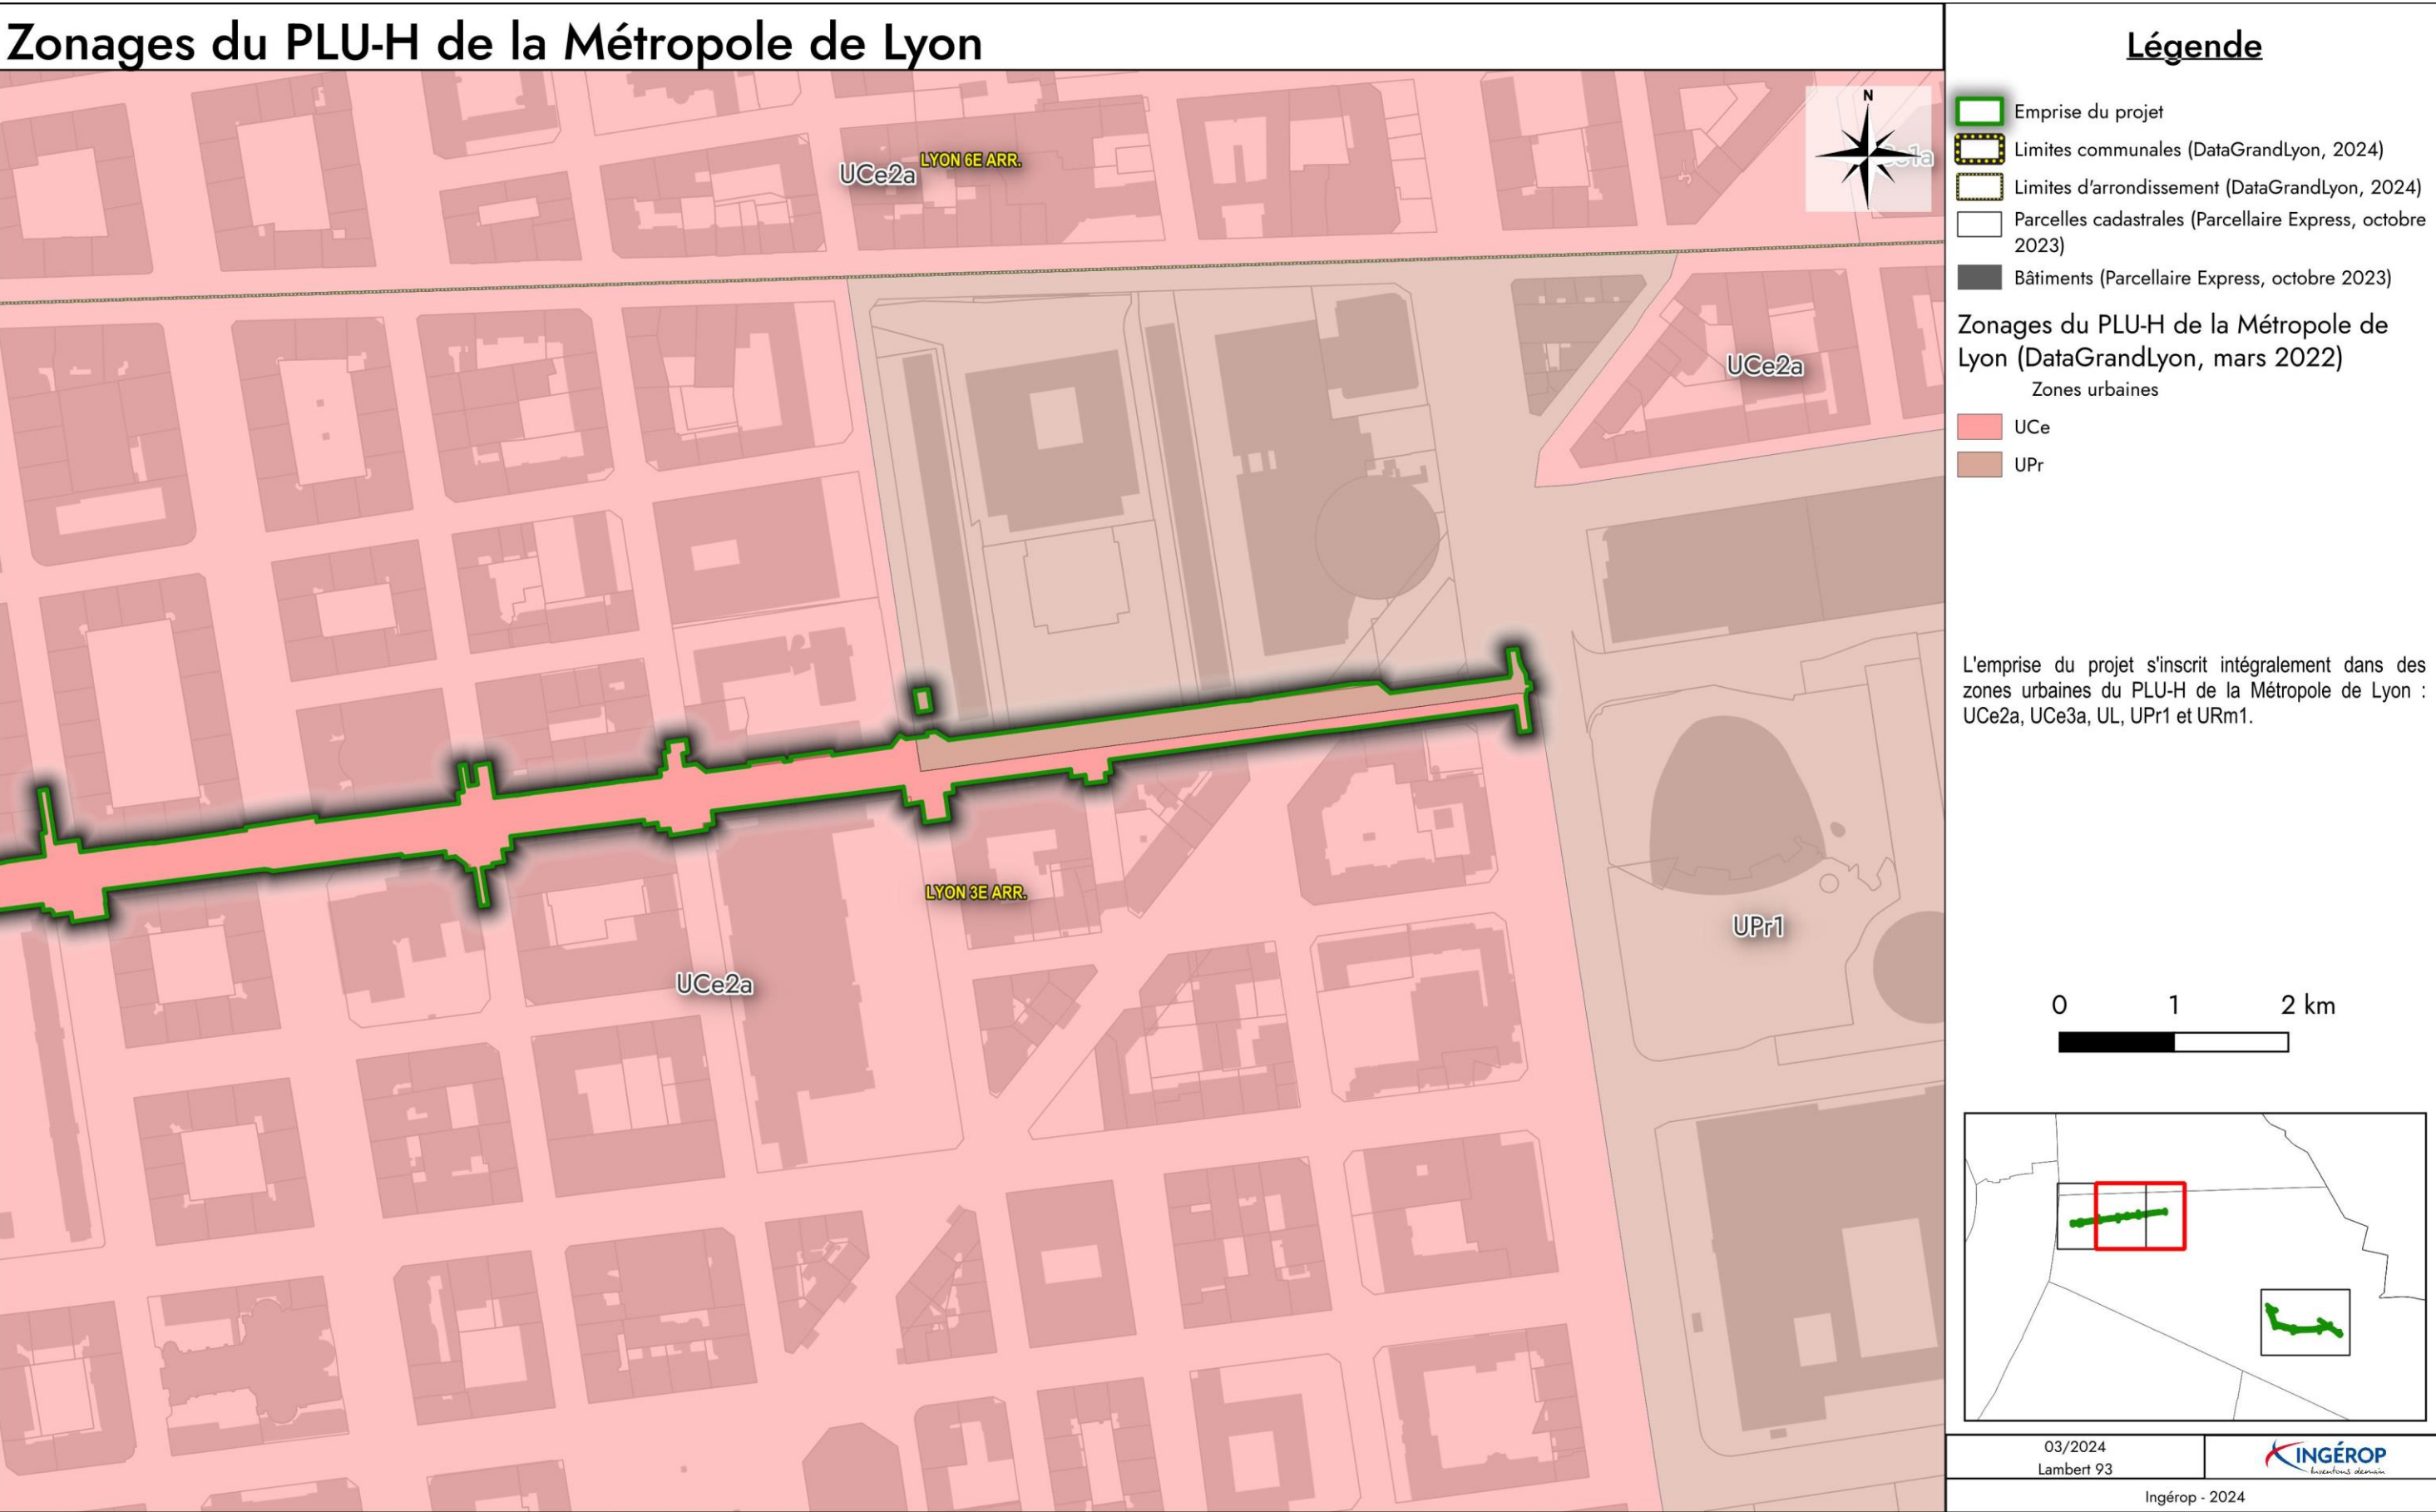 Zonages du PLU-H de la Métropole de Lyon
UCe2a
LYON 6E ARR.
N
UCe2a
LYON 3E ARR.
UPr1
UCe2a
Légende
Emprise du projet
Limites communales (DataGrandLyon, 2024)
Limites d'arrondissement (DataGrandLyon, 2024)
Parcelles cadastrales (Parcellaire Express, octobre
2023)
Bâtiments (Parcellaire Express, octobre 2023)
Zonages du PLU-H de la Métropole de
Lyon (DataGrandLyon, mars 2022)
Zones urbaines
UCe
UPr
L'emprise du projet s'inscrit intégralement dans des
zones urbaines du PLU-H de la Métropole de Lyon :
UCe2a, UCe3a, UL, UPr1 et URm1.
0 1 2 km
03/2024
Lambert 93
INGÉROP
Inventons demain
Ingérop - 2024